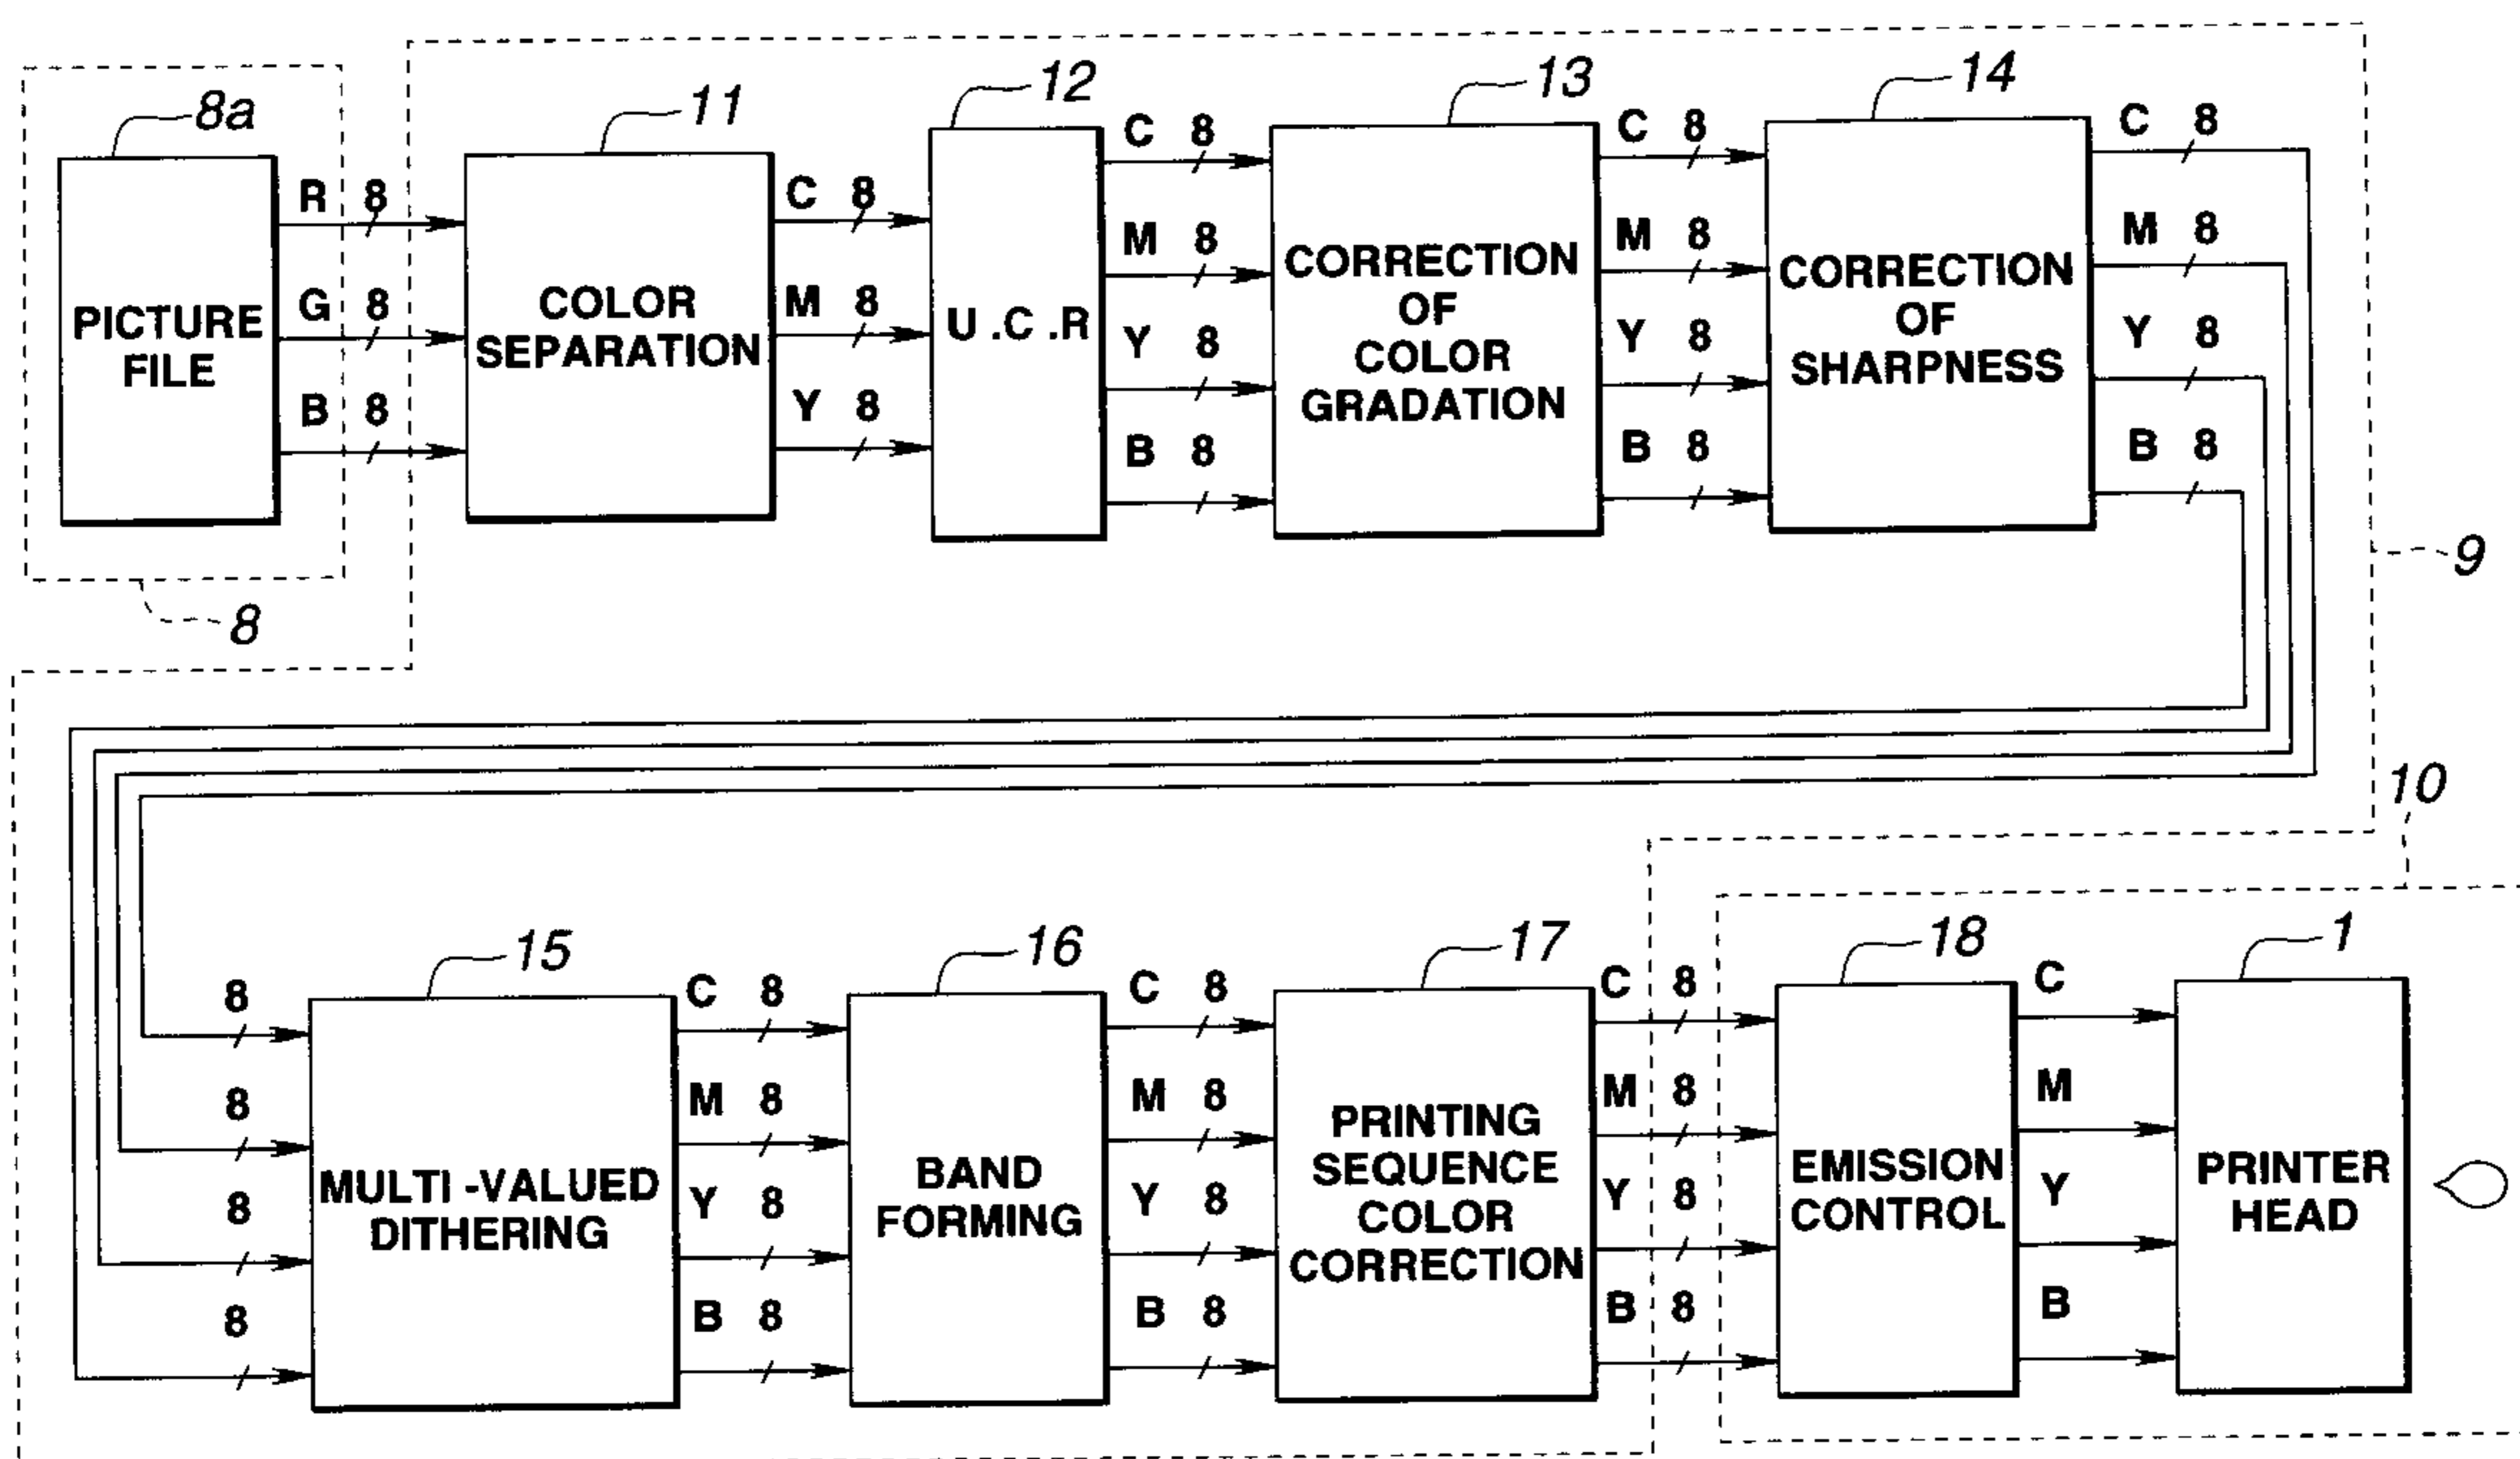 8a
11
12
13
14
PICTURE
FILE
R 8
G 8
B 8
COLOR
SEPARATION
C 8
M 8
Y 8
U.C.R
C 8
M 8
Y 8
B 8
CORRECTION
OF
COLOR
GRADATION
C 8
M 8
Y 8
B 8
CORRECTION
OF
SHARPNESS
C 8
M 8
Y 8
B 8
8
9
10
15
16
17
18
1
8
8
8
8
MULTI-VALUED
DITHERING
C 8
M 8
Y 8
B 8
BAND
FORMING
C 8
M 8
Y 8
B 8
PRINTING
SEQUENCE
COLOR
CORRECTION
C 8
M 8
Y 8
B 8
EMISSION
CONTROL
C
M
Y
B
PRINTER
HEAD